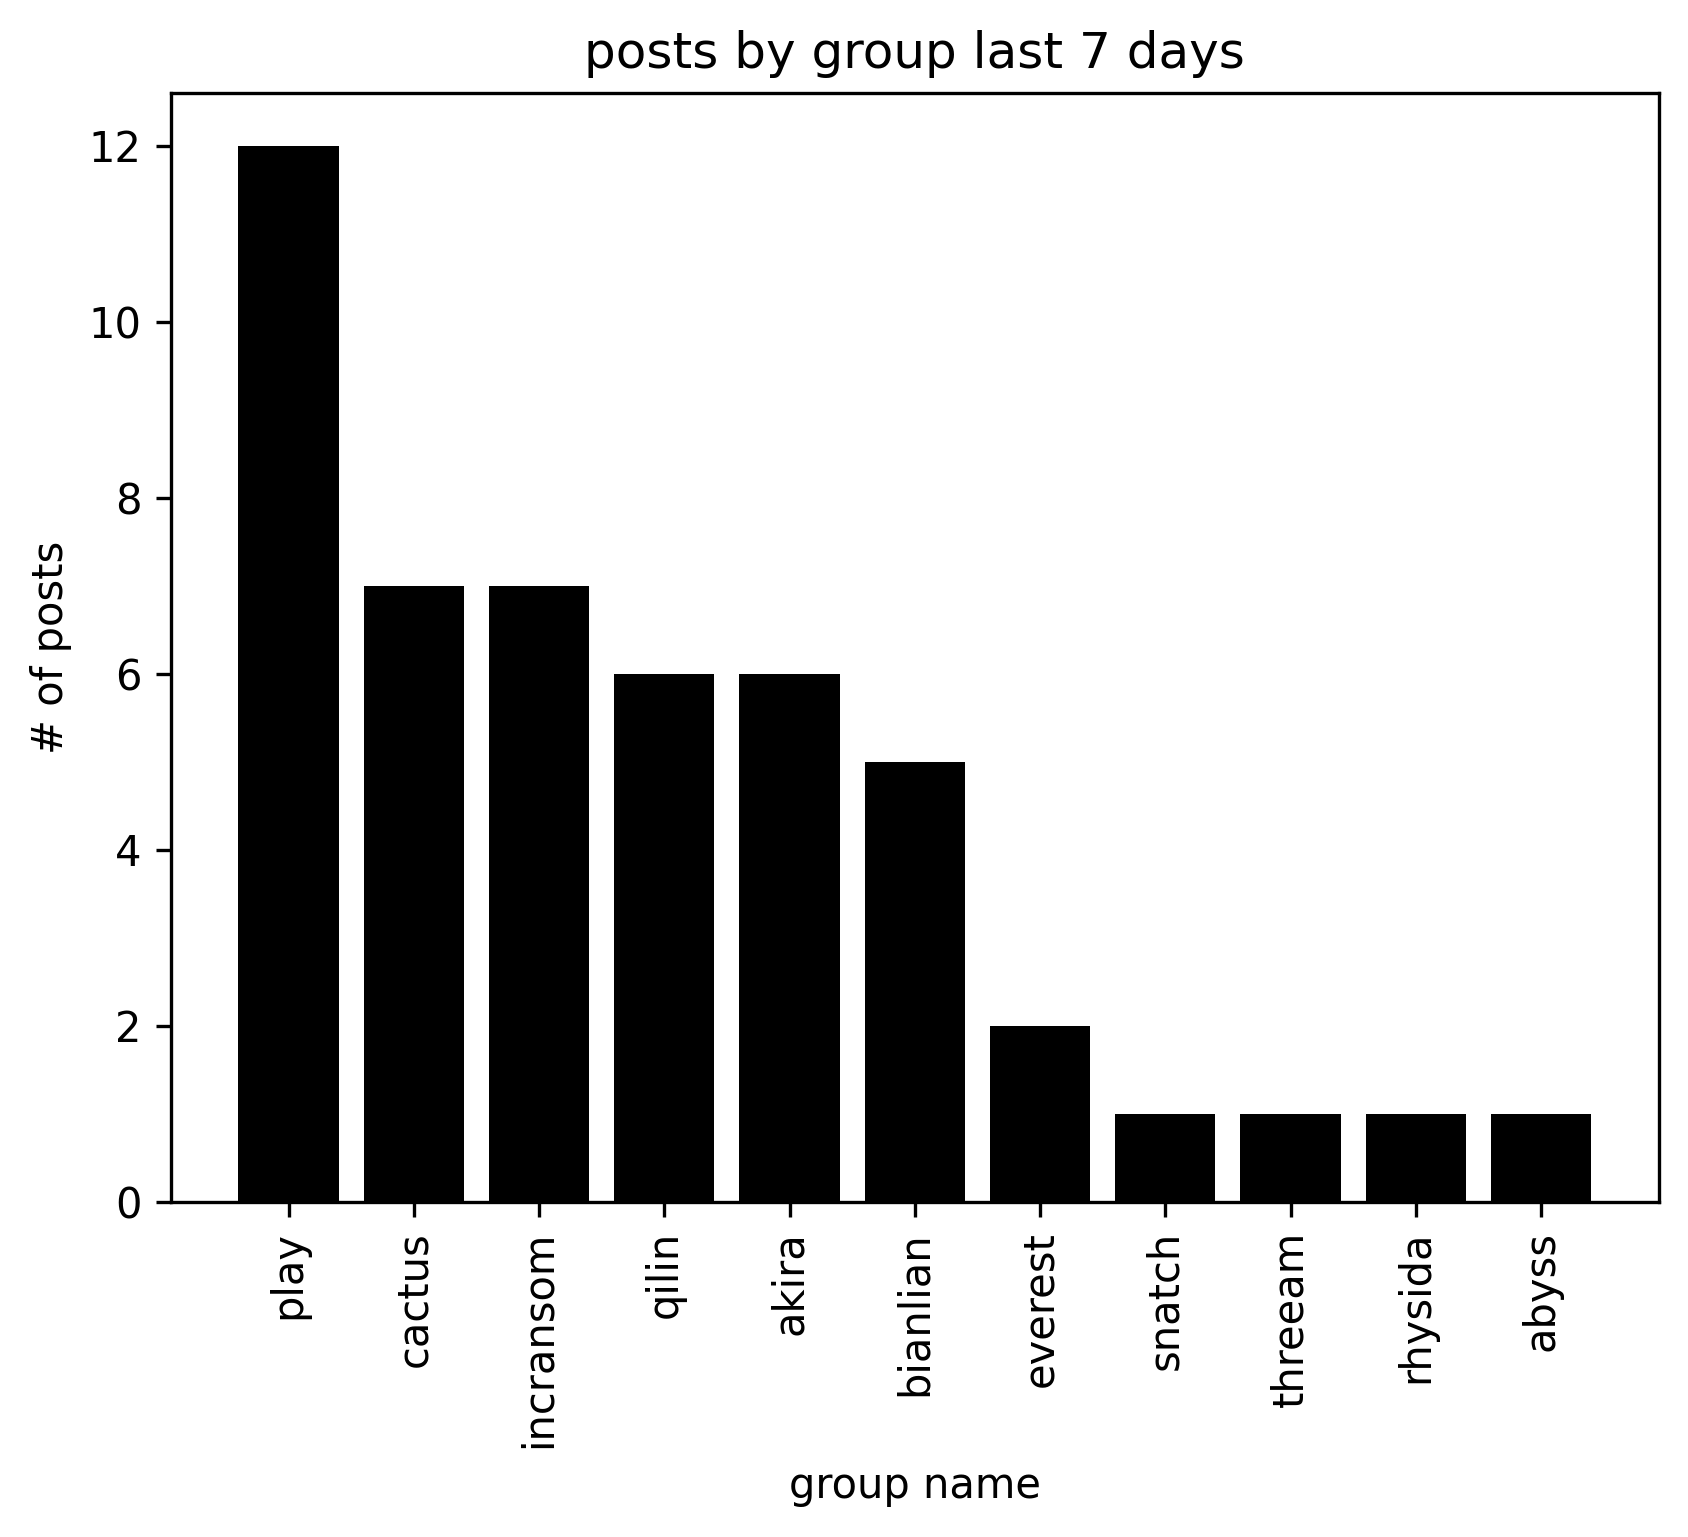 posts by group last 7 days
# of posts
12
10
8
6
4
2
0
play
cactus
incransom
qilin
akira
bianlian
everest
snatch
threeam
rhysida
abyss
group name